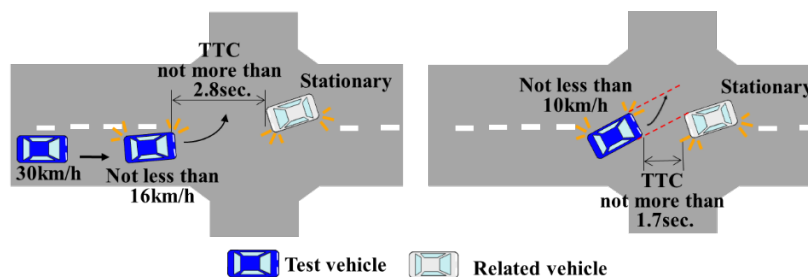 TTC
not more than
2.8sec.
Stationary
30km/h
Not less than
16km/h
Not less than
10km/h
Stationary
TTC
not more than
1.7sec.
Test vehicle
Related vehicle